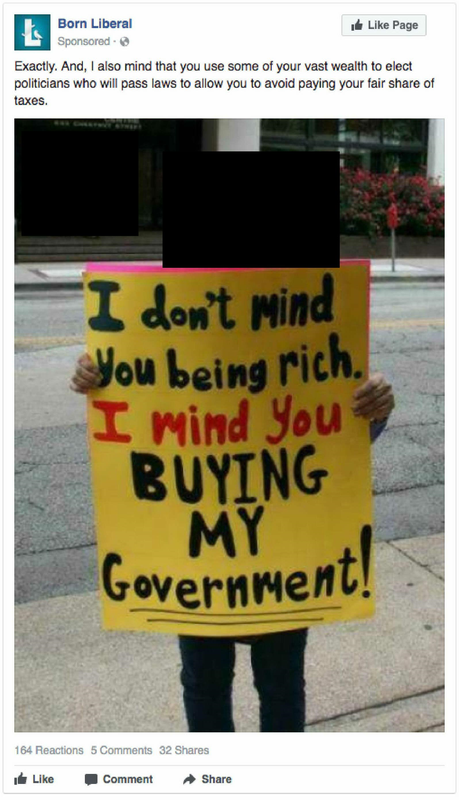 Born Liberal
Sponsored ·
Like Page
Exactly. And, I also mind that you use some of your vast wealth to elect
politicians who will pass laws to allow you to avoid paying your fair share of
taxes.
I don't mind
you being rich.
I mind you
BUYING
MY
Government!
164 Reactions 5 Comments 32 Shares
Like Comment Share